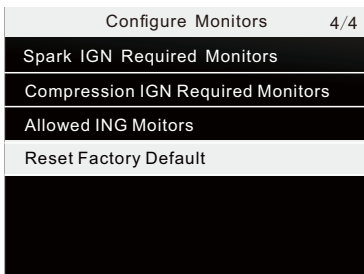 Configure Monitors 4/4
Spark IGN Required Monitors
Compression IGN Required Monitors
Allowed ING Moitors
Reset Factory Default